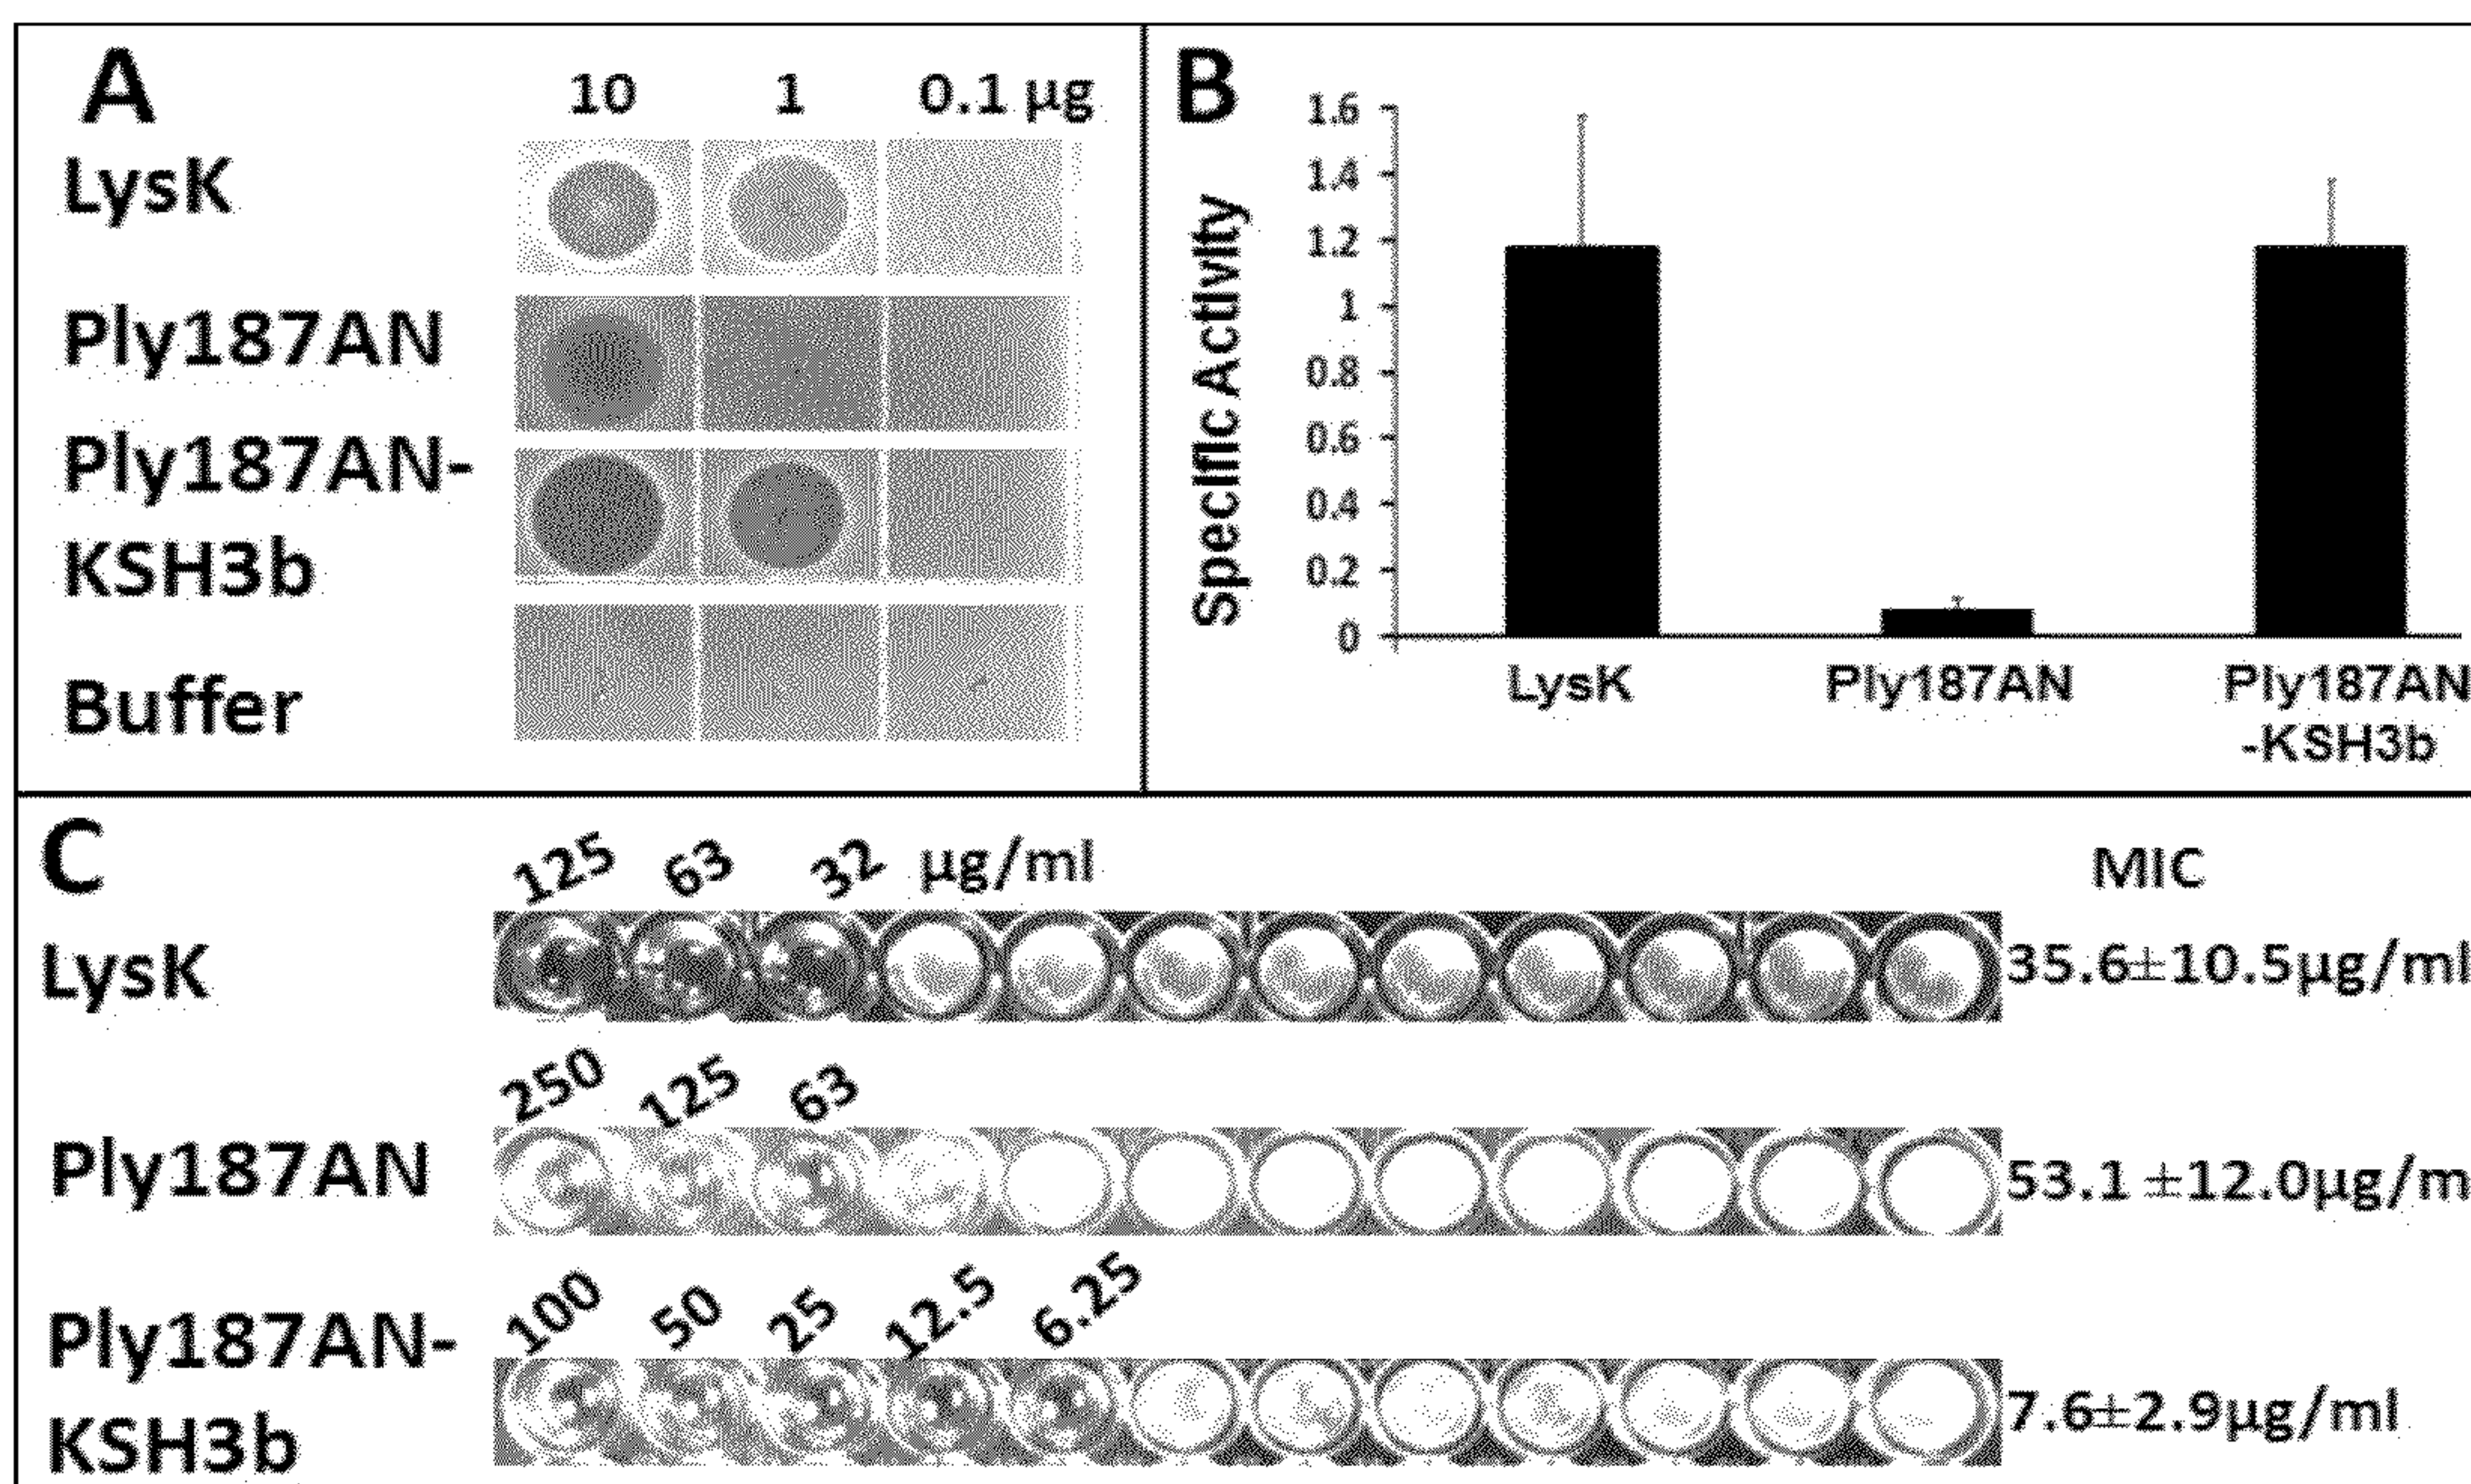 A
10 1 0.1 µg
LysK
Ply187AN
Ply187AN-
KSH3b
Buffer
B
Specific Activity
1.6
1.4
1.2
1
0.8
0.6
0.4
0.2
0
LysK Ply187AN Ply187AN
-KSH3b
C
125 63 32 µg/ml
MIC
LysK
35.6±10.5µg/ml
250 125 63
Ply187AN
53.1 ±12.0µg/m
100 50 25 12.5 6.25
Ply187AN-
KSH3b
7.6±2.9µg/ml